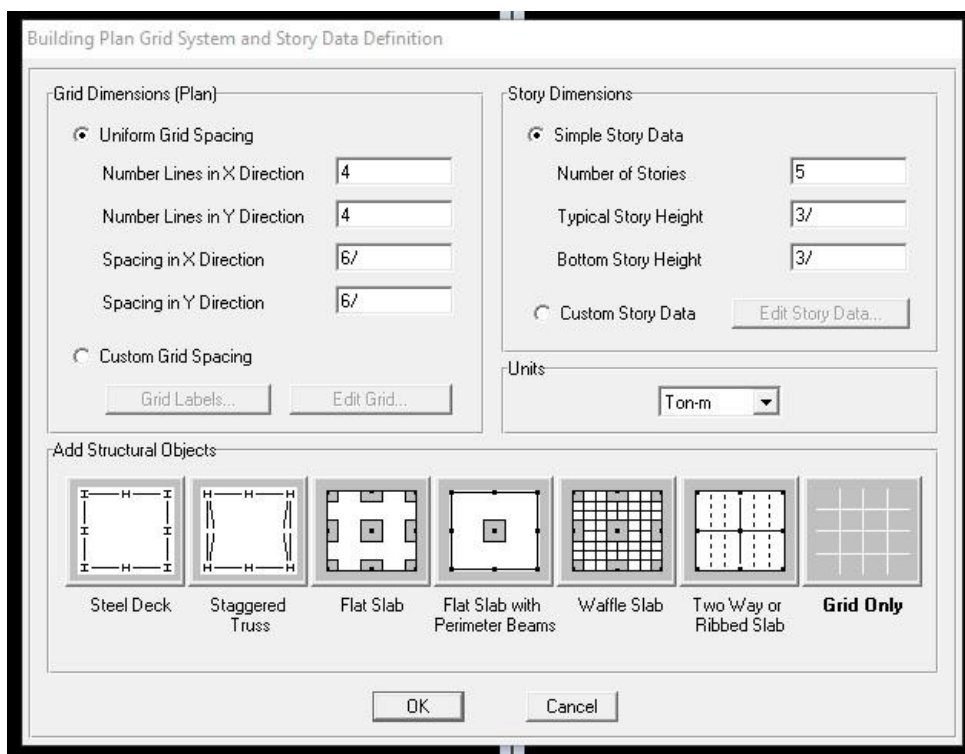 Building Plan Grid System and Story Data Definition
Grid Dimensions (Plan)
Uniform Grid Spacing
Number Lines in X Direction 4
Number Lines in Y Direction 4
Spacing in X Direction 6/
Spacing in Y Direction 6/
Custom Grid Spacing
Grid Labels... Edit Grid...
Story Dimensions
Simple Story Data
Number of Stories 5
Typical Story Height 3/
Bottom Story Height 3/
Custom Story Data Edit Story Data...
Units
Ton-m
Add Structural Objects
Steel Deck
Staggered
Truss
Flat Slab
Flat Slab with
Perimeter Beams
Waffle Slab
Two Way or
Ribbed Slab
Grid Only
OK Cancel